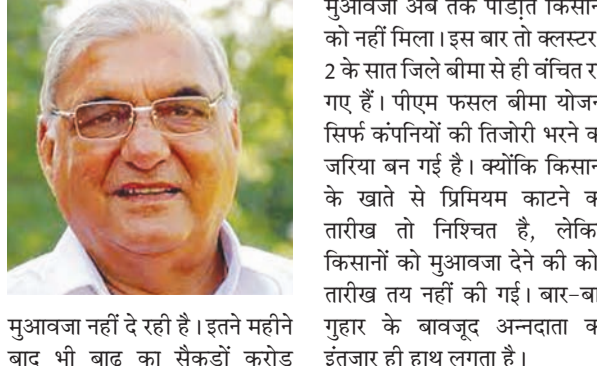 मुआवजा नहीं दे रही है। इतने महीने
बाद भी बाढ़ का सैकड़ों करोड़
मुआवजा अब तक पीड़ित किसान
को नहीं मिला। इस बार तो क्लस्टर
2 के सात जिले बीमा से ही वंचित र
गए हैं। पीएम फसल बीमा योजन
सिर्फ कंपनियों की तिजोरी भरने क
जरिया बन गई है। क्योंकि किसान
के खाते से प्रिमियम काटने क
तारीख तो निश्चित है, लेकि
किसानों को मुआवजा देने की को
तारीख तय नहीं की गई। बार-बा
गुहार के बावजूद अन्नदाता क
इंतजार ही हाथ लगता है।